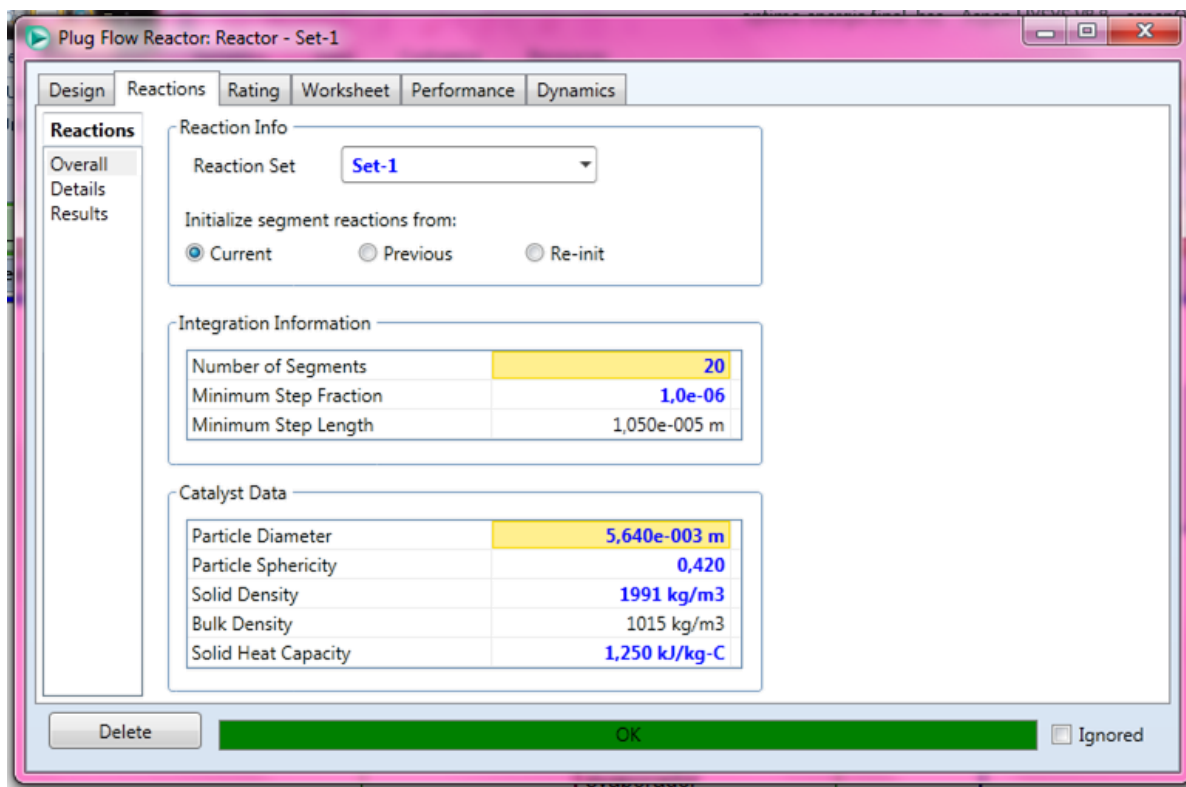 Plug Flow Reactor: Reactor - Set-1
Design Reactions Rating Worksheet Performance Dynamics
Reactions
Overall
Details
Results
Reaction Info
Reaction Set Set-1
Initialize segment reactions from:
Current Previous Re-init
Integration Information
Number of Segments 20
Minimum Step Fraction 1,0e-06
Minimum Step Length 1,050e-005 m
Catalyst Data
Particle Diameter 5,640e-003 m
Particle Sphericity 0,420
Solid Density 1991 kg/m3
Bulk Density 1015 kg/m3
Solid Heat Capacity 1,250 kJ/kg-C
Delete OK Ignored